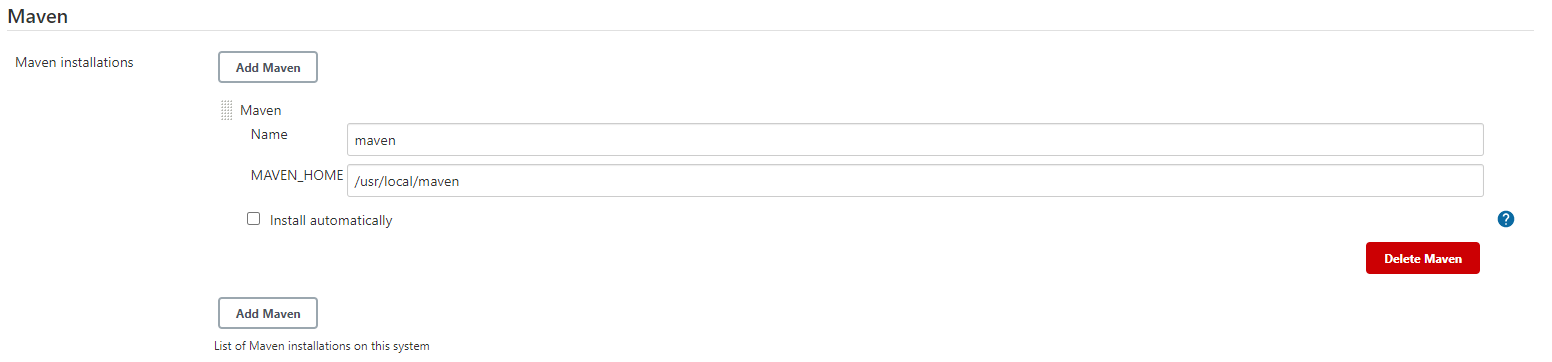 Maven
Maven installations
Add Maven
Maven
Name
maven
MAVEN_HOME
/usr/local/maven
Install automatically
?
Delete Maven
Add Maven
List of Maven installations on this system